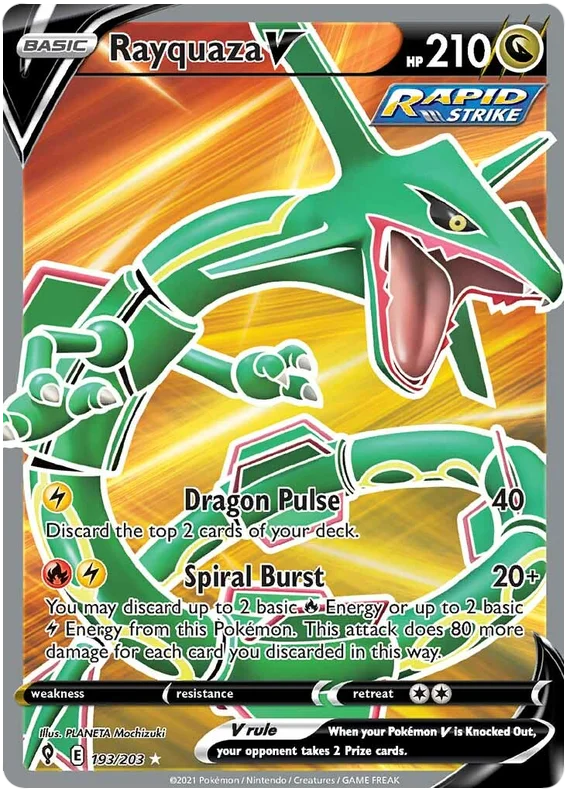 BASIC Rayquaza V HP 210
RAPID
STRIKE
Dragon Pulse 40
Discard the top 2 cards of your deck.
Spiral Burst 20+
You may discard up to 2 basic Energy or up to 2 basic
Energy from this Pokémon. This attack does 80 more
damage for each card you discarded in this way.
weakness resistance retreat
Illus. PLANETA Mochizuki
V rule When your Pokémon V is Knocked Out,
your opponent takes 2 Prize cards.
E 193/203
©2021 Pokémon / Nintendo / Creatures / GAME FREAK